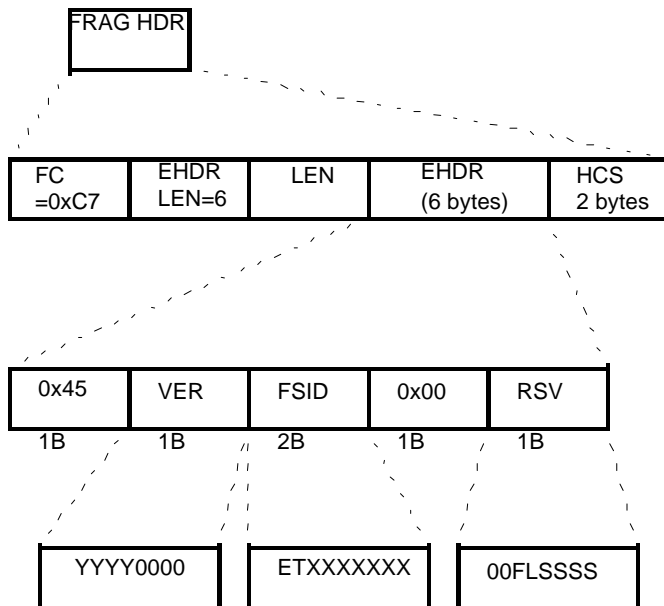 FRAG HDR
FC
=0xC7
EHDR
LEN=6
LEN
EHDR
(6 bytes)
HCS
2 bytes
0x45
VER
FSID
0x00
RSV
1B
1B
2B
1B
1B
YYYY0000
ETXXXXXXX
00FLSSSS